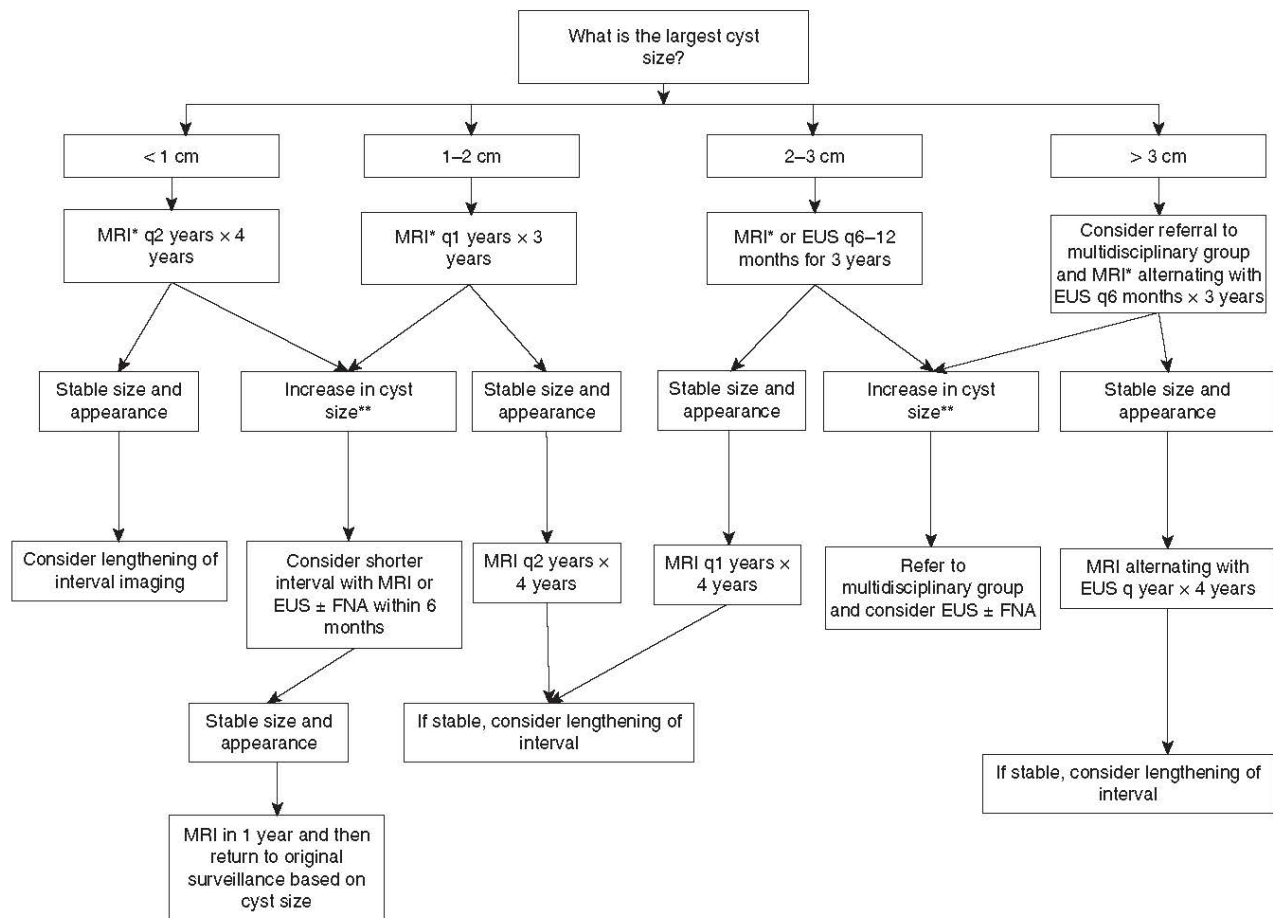 What is the largest cyst
size?
< 1 cm
1–2 cm
2–3 cm
> 3 cm
MRI* q2 years × 4
years
MRI* q1 years × 3
years
MRI* or EUS q6–12
months for 3 years
Consider referral to
multidisciplinary group
and MRI* alternating with
EUS q6 months × 3 years
Stable size and
appearance
Increase in cyst
size**
Stable size and
appearance
Stable size and
appearance
Increase in cyst
size**
Stable size and
appearance
Consider lengthening of
interval imaging
Consider shorter
interval with MRI or
EUS ± FNA within 6
months
MRI q2 years ×
4 years
MRI q1 years ×
4 years
Refer to
multidisciplinary group
and consider EUS ± FNA
MRI alternating with
EUS q year × 4 years
Stable size and
appearance
If stable, consider lengthening of
interval
If stable, consider lengthening of
interval
MRI in 1 year and then
return to original
surveillance based on
cyst size